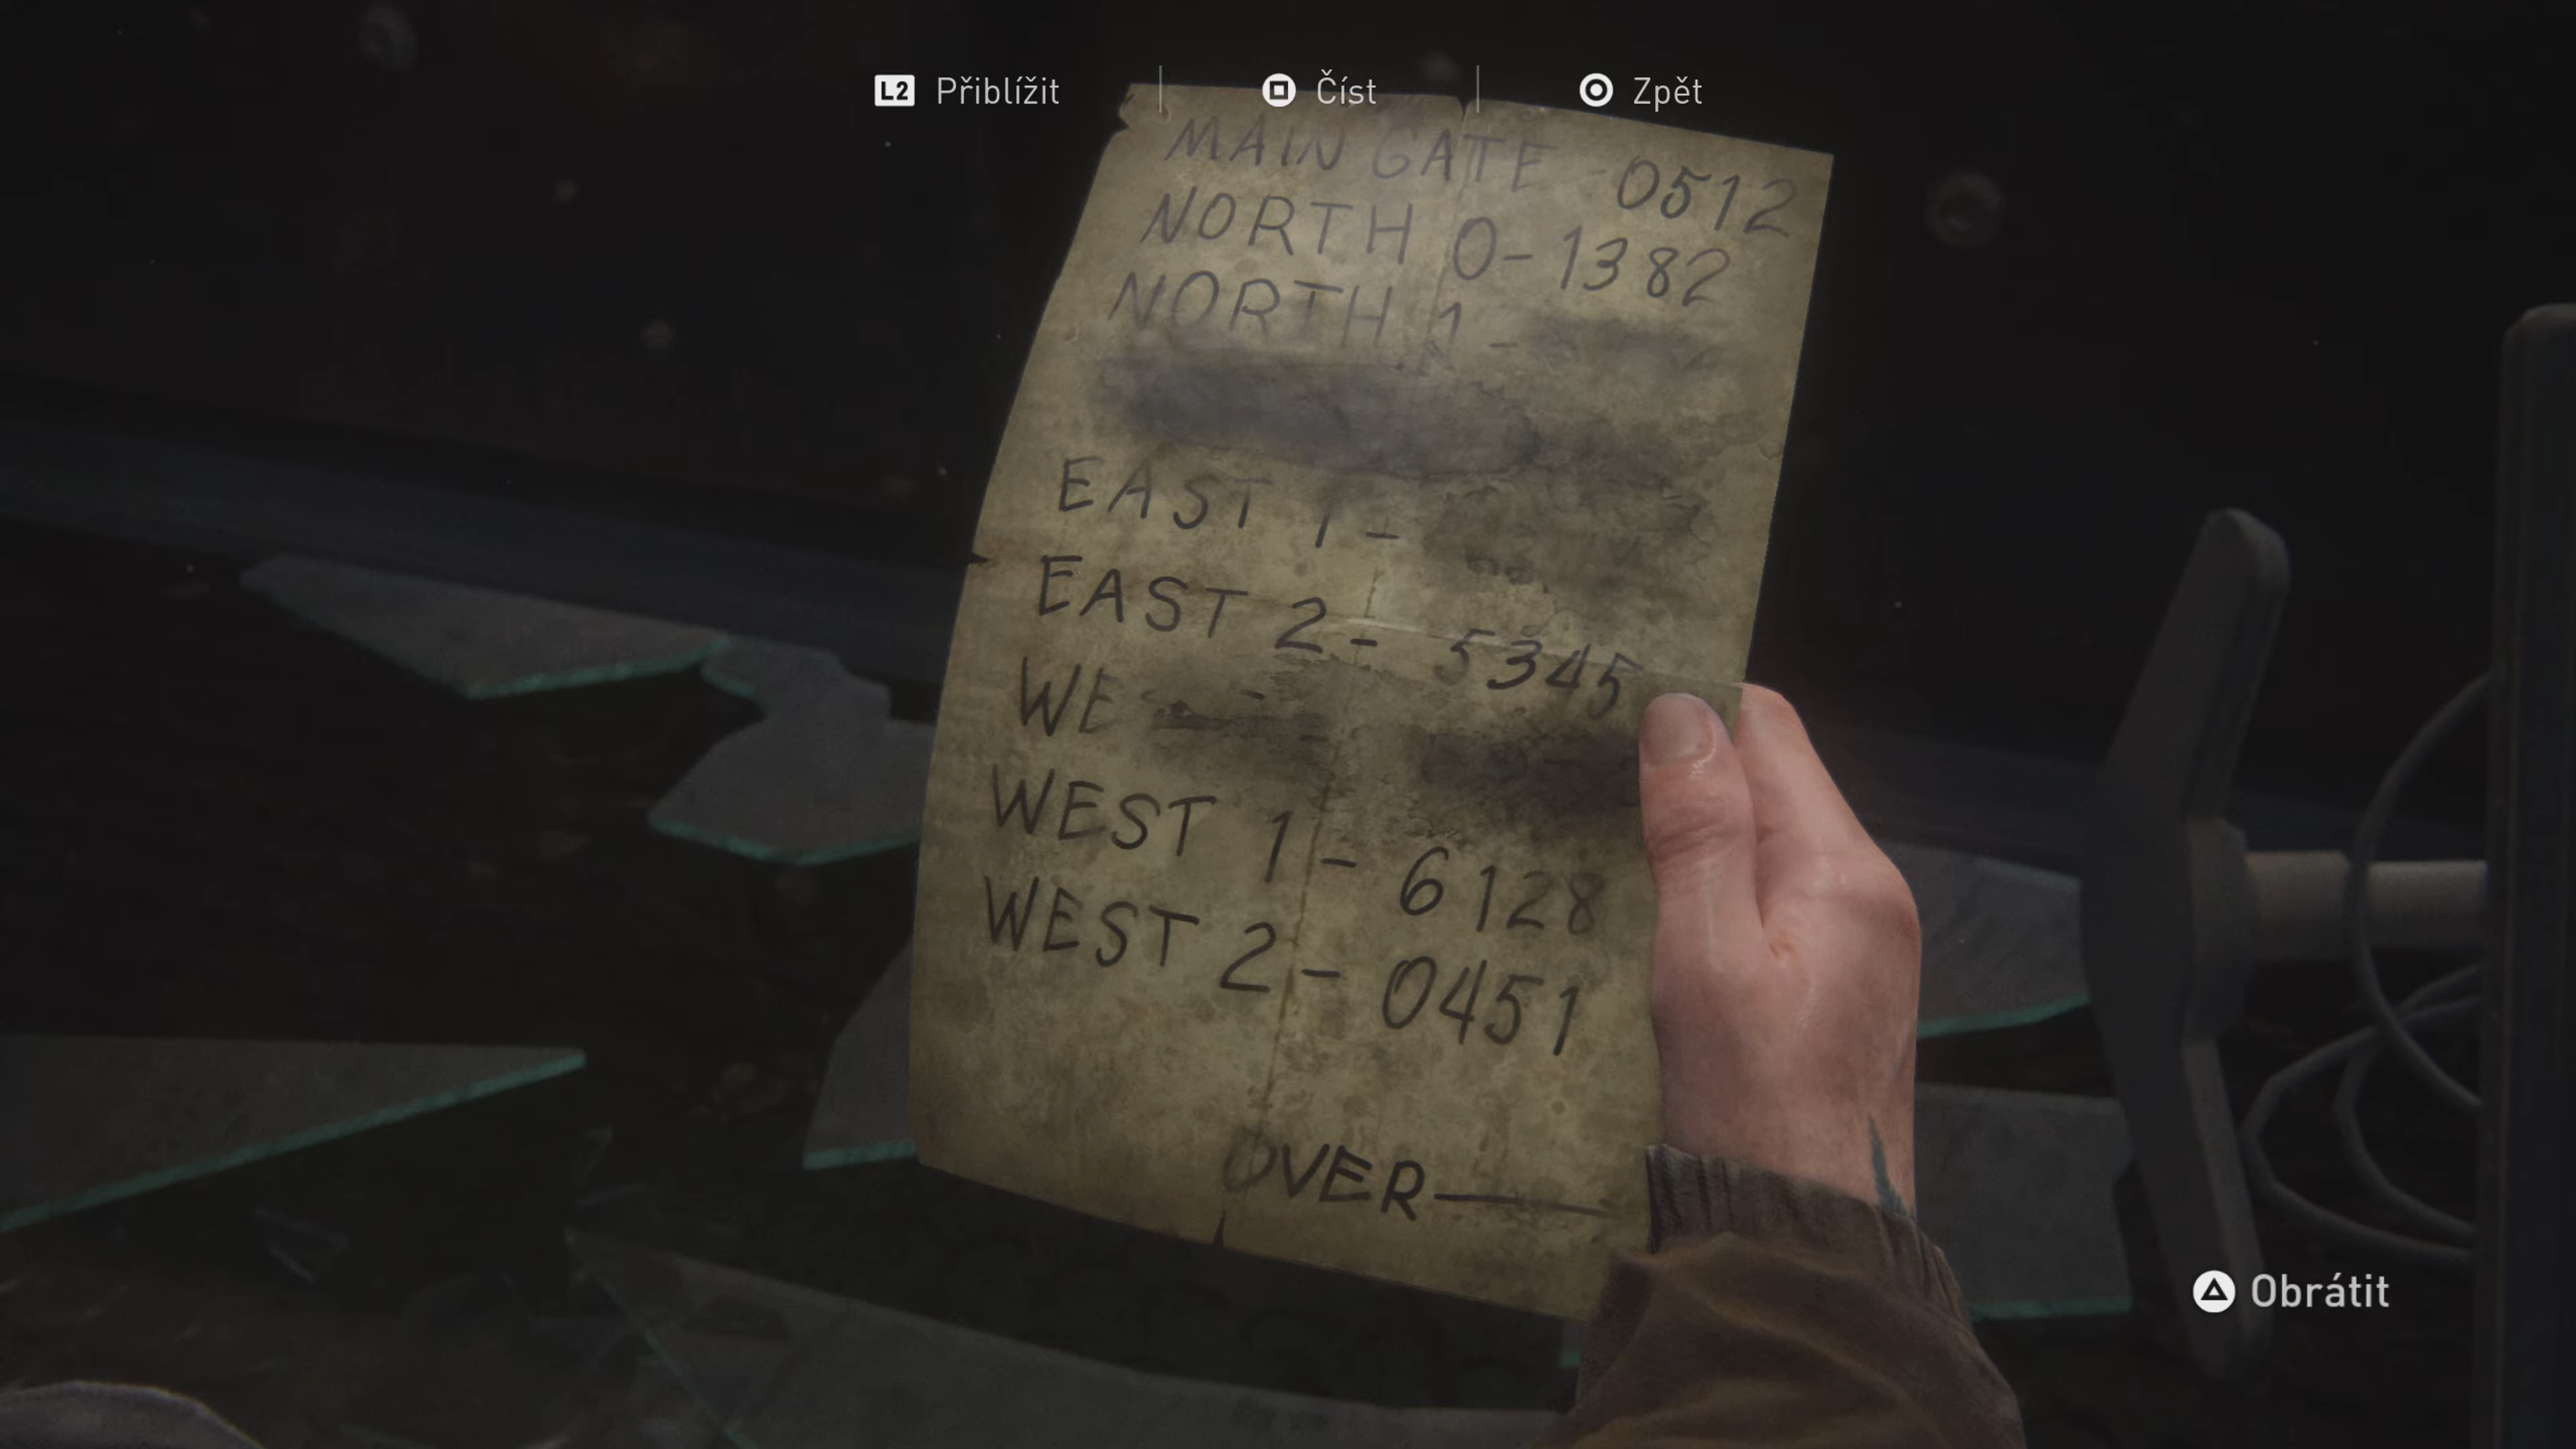 L2 Přiblížit Číst Zpět
MAIN GATE - 0512
NORTH 0- 1382
NORTH 1 -
EAST 1 -
EAST 2 - 5345
WE
WEST 1 - 6128
WEST 2 - 0451
OVER
Obrátit